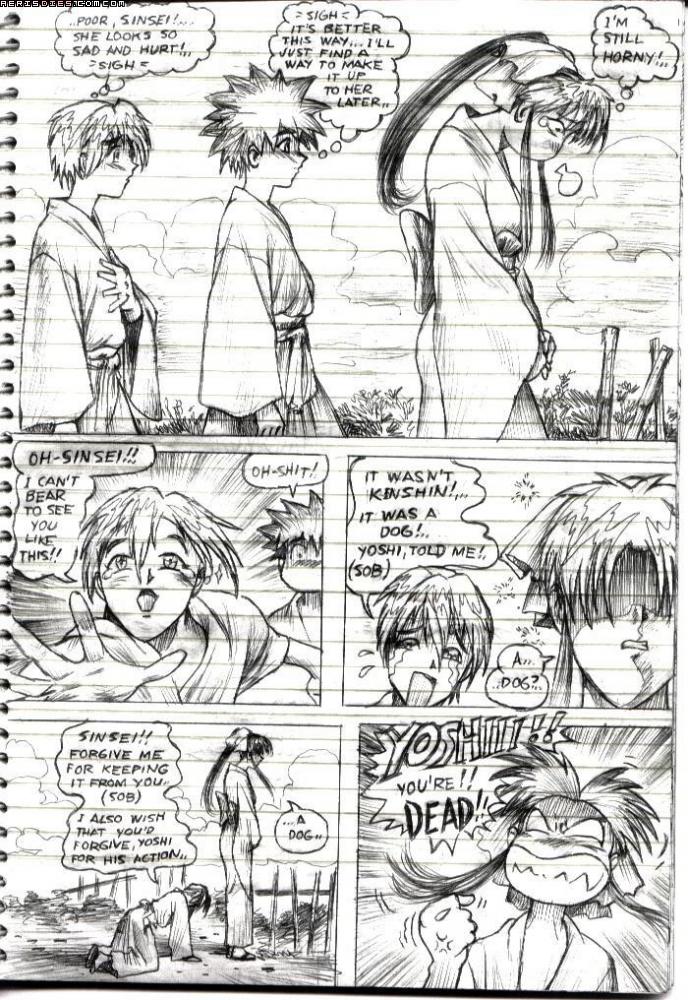 AERISDIES.COM
..POOR, SINSEI!...
SHE LOOKS SO
SAD AND HURT!..
=SIGH=
=SIGH=
IT'S BETTER
THIS WAY... I'LL
JUST FIND A
WAY TO MAKE
IT UP
TO HER
LATER..
I'M
STILL
HORNY!..
OH-SINSEI!!
I CAN'T
BEAR
TO SEE
YOU
LIKE
THIS!!
OH-SHIT!
IT WASN'T
KINSHIN!...
IT WAS A
DOG!..
YOSHI, TOLD ME!,
(SOB)
A...
..DOG?..
SINSEI!!
FORGIVE ME
FOR KEEPING
IT FROM YOU..
(SOB)
I ALSO WISH
THAT YOU'D
FORGIVE, YOSHI
FOR HIS ACTION..
...A
DOG..
YOSHIIII!!
YOU'RE!!
DEAD!!